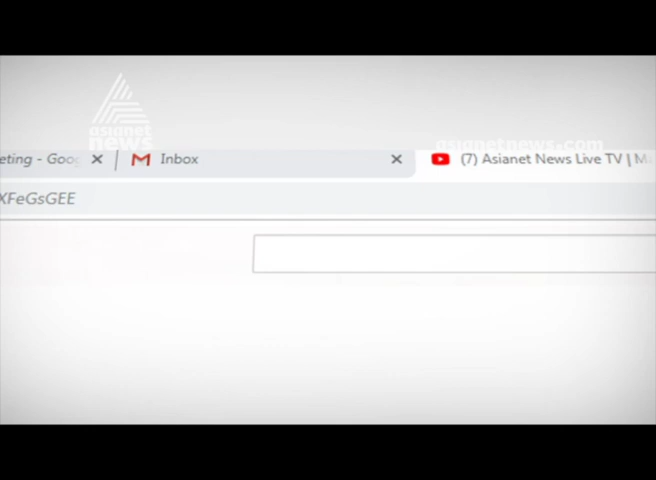 asianet
news
asianetnews.com
eting - Goog
Inbox
(7) Asianet News Live TV | M
XFeGsGEE